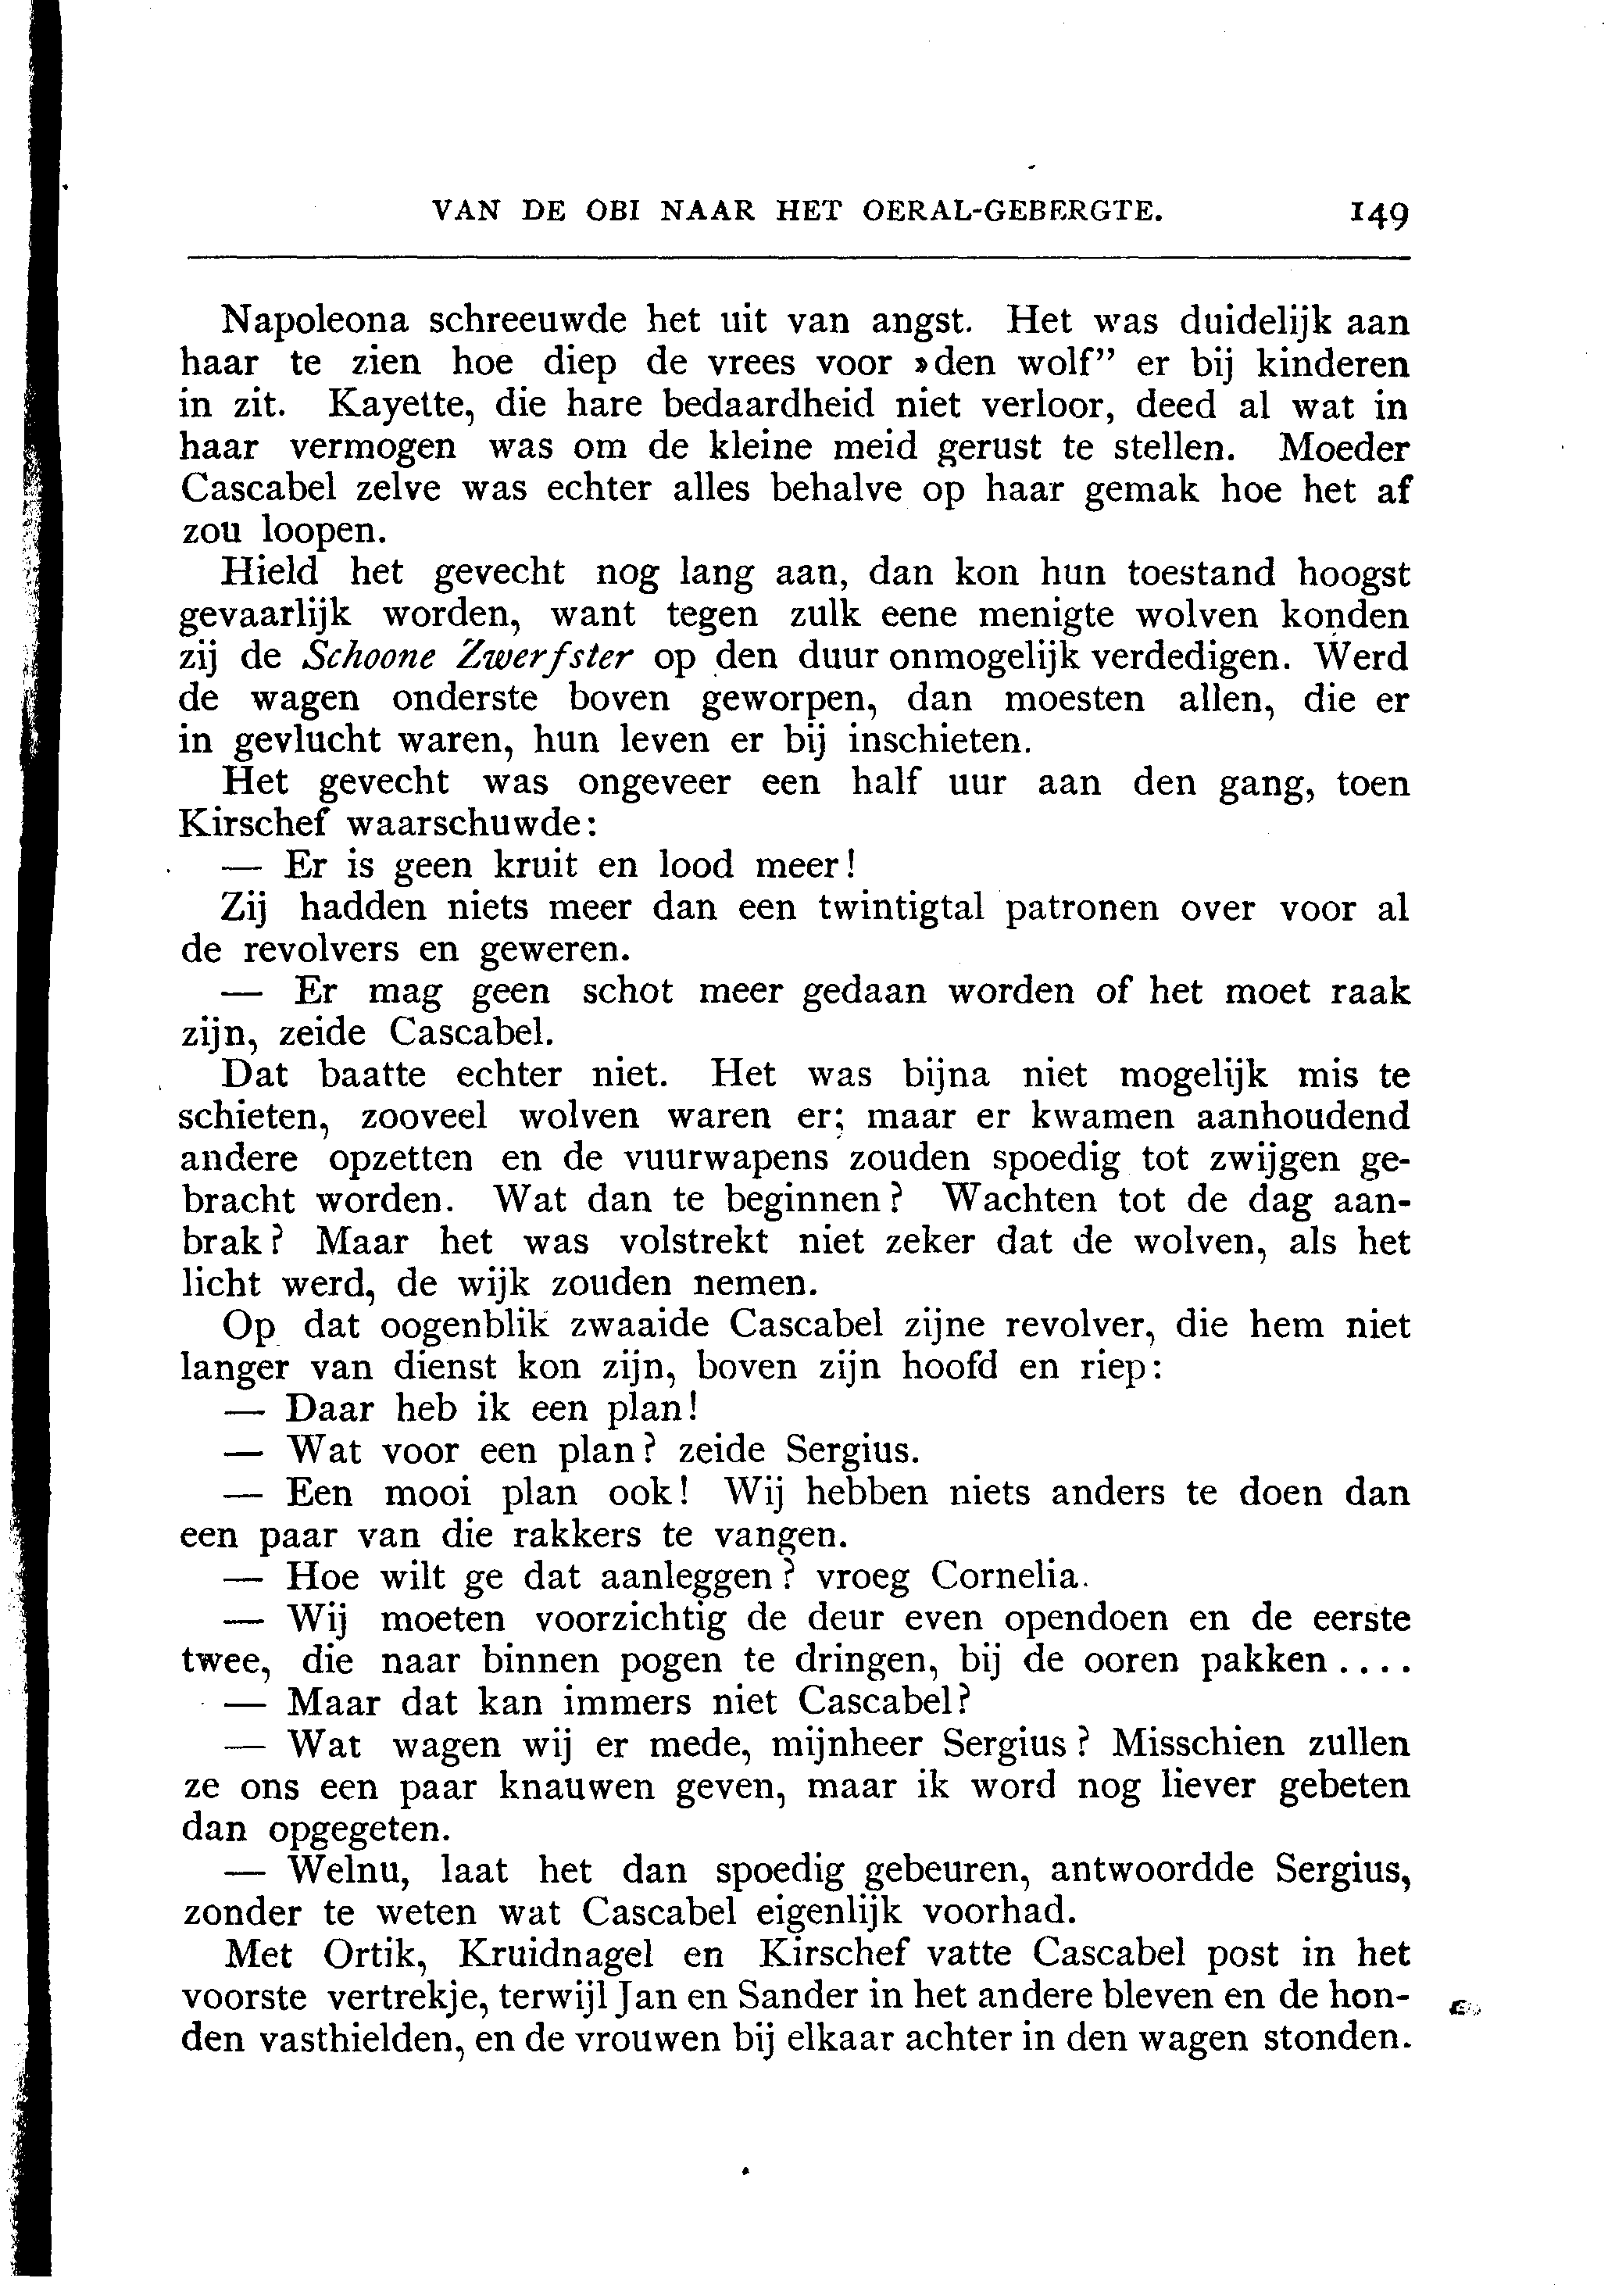 VAN DE OBI NAAR HET OERAL-GEBERGTE. 149
Napoleona schreeuwde het uit van angst. Het was duidelijk aan
haar te zien hoe diep de vrees voor »den wolf” er bij kinderen
in zit. Kayette, die hare bedaardheid niet verloor, deed al wat in
haar vermogen was om de kleine meid gerust te stellen. Moeder
Cascabel zelve was echter alles behalve op haar gemak hoe het af
zou loopen.
Hield het gevecht nog lang aan, dan kon hun toestand hoogst
gevaarlijk worden, want tegen zulk eene menigte wolven konden
zij de Schoone Zwerfster op den duur onmogelijk verdedigen. Werd
de wagen onderste boven geworpen, dan moesten allen, die er
in gevlucht waren, hun leven er bij inschieten.
Het gevecht was ongeveer een half uur aan den gang, toen
Kirschef waarschuwde:
— Er is geen kruit en lood meer!
Zij hadden niets meer dan een twintigtal patronen over voor al
de revolvers en geweren.
— Er mag geen schot meer gedaan worden of het moet raak
zijn, zeide Cascabel.
Dat baatte echter niet. Het was bijna niet mogelijk mis te
schieten, zooveel wolven waren er; maar er kwamen aanhoudend
andere opzetten en de vuurwapens zouden spoedig tot zwijgen ge-
bracht worden. Wat dan te beginnen? Wachten tot de dag aan-
brak? Maar het was volstrekt niet zeker dat de wolven, als het
licht werd, de wijk zouden nemen.
Op dat oogenblik zwaaide Cascabel zijne revolver, die hem niet
langer van dienst kon zijn, boven zijn hoofd en riep:
— Daar heb ik een plan!
— Wat voor een plan? zeide Sergius.
— Een mooi plan ook! Wij hebben niets anders te doen dan
een paar van die rakkers te vangen.
— Hoe wilt ge dat aanleggen? vroeg Cornelia.
— Wij moeten voorzichtig de deur even opendoen en de eerste
twee, die naar binnen pogen te dringen, bij de ooren pakken....
— Maar dat kan immers niet Cascabel?
— Wat wagen wij er mede, mijnheer Sergius? Misschien zullen
ze ons een paar knauwen geven, maar ik word nog liever gebeten
dan opgegeten.
— Welnu, laat het dan spoedig gebeuren, antwoordde Sergius,
zonder te weten wat Cascabel eigenlijk voorhad.
Met Ortik, Kruidnagel en Kirschef vatte Cascabel post in het
voorste vertrekje, terwijl Jan en Sander in het andere bleven en de hon-
den vasthielden, en de vrouwen bij elkaar achter in den wagen stonden.